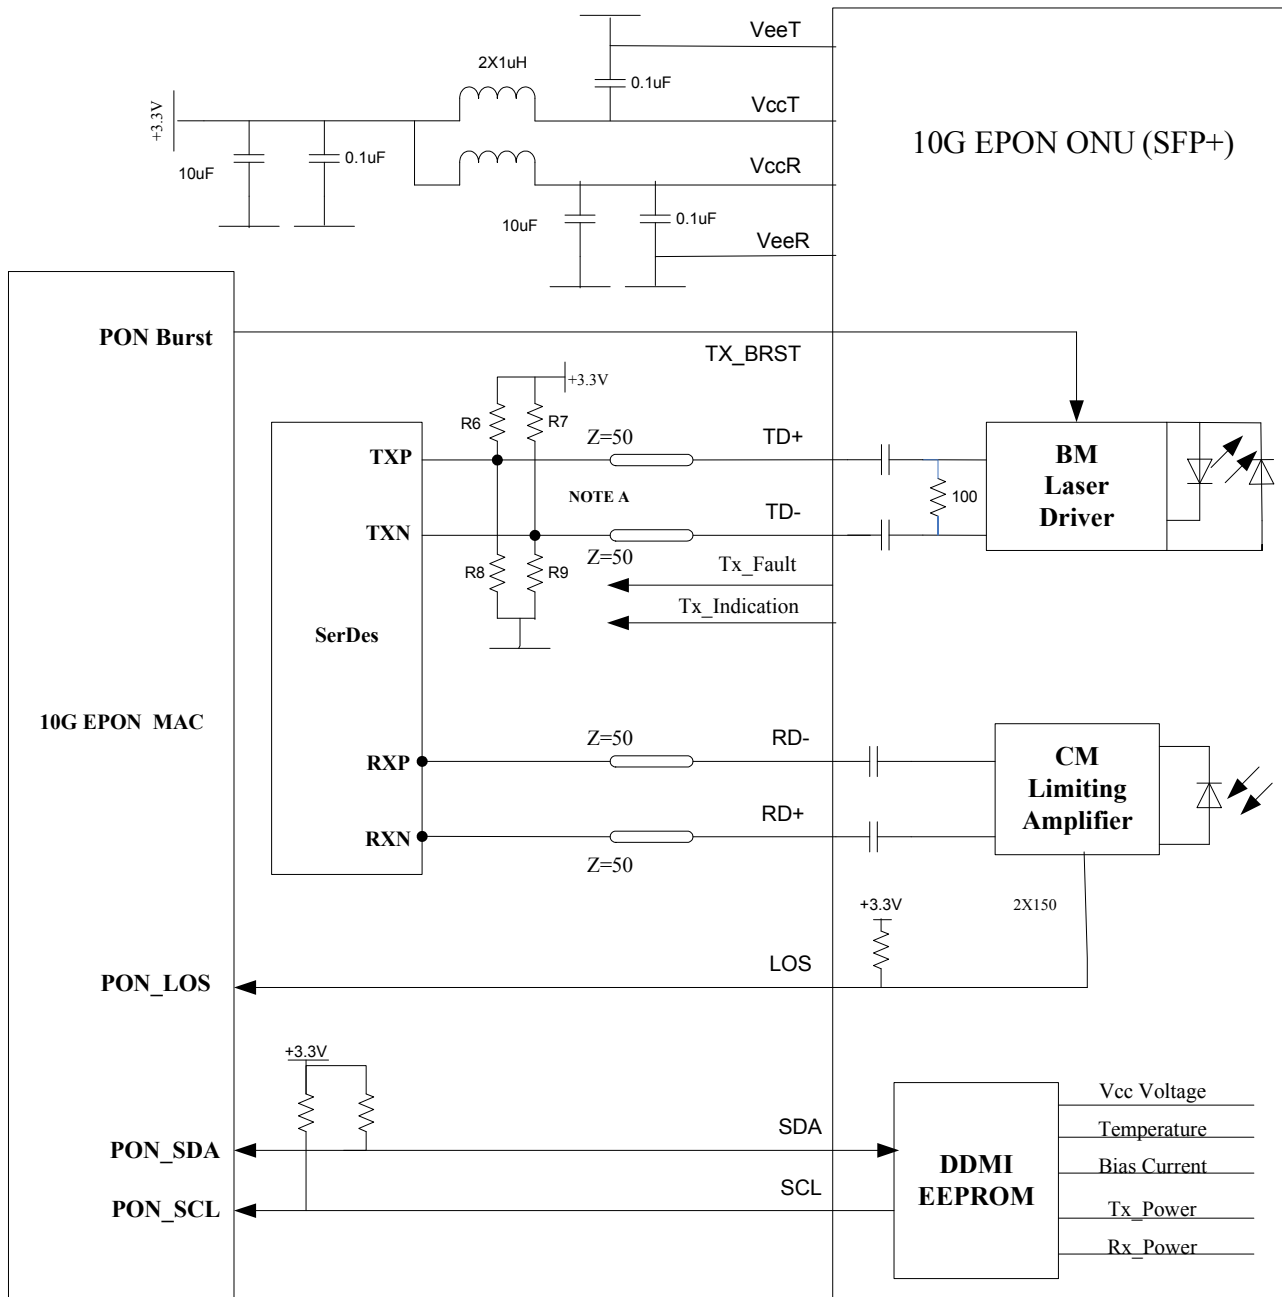 VeeT
2X1uH
0.1uF
VccT
+3.3V
10G EPON ONU (SFP+)
0.1uF
10uF
VccR
10uF
0.1uF
VeeR
PON Burst
TX_BRST
+3.3V
R6
R7
Z=50
TD+
TXP
BM
Laser
Driver
NOTE A
100
TD-
TXN
Z=50
R8
R9
Tx_Fault
Tx_Indication
SerDes
10G EPON MAC
Z=50
RD-
RXP
CM
Limiting
Amplifier
RD+
RXN
Z=50
+3.3V
2X150
LOS
PON_LOS
+3.3V
Vcc Voltage
SDA
Temperature
PON_SDA
DDMI
EEPROM
Bias Current
SCL
PON_SCL
Tx_Power
Rx_Power